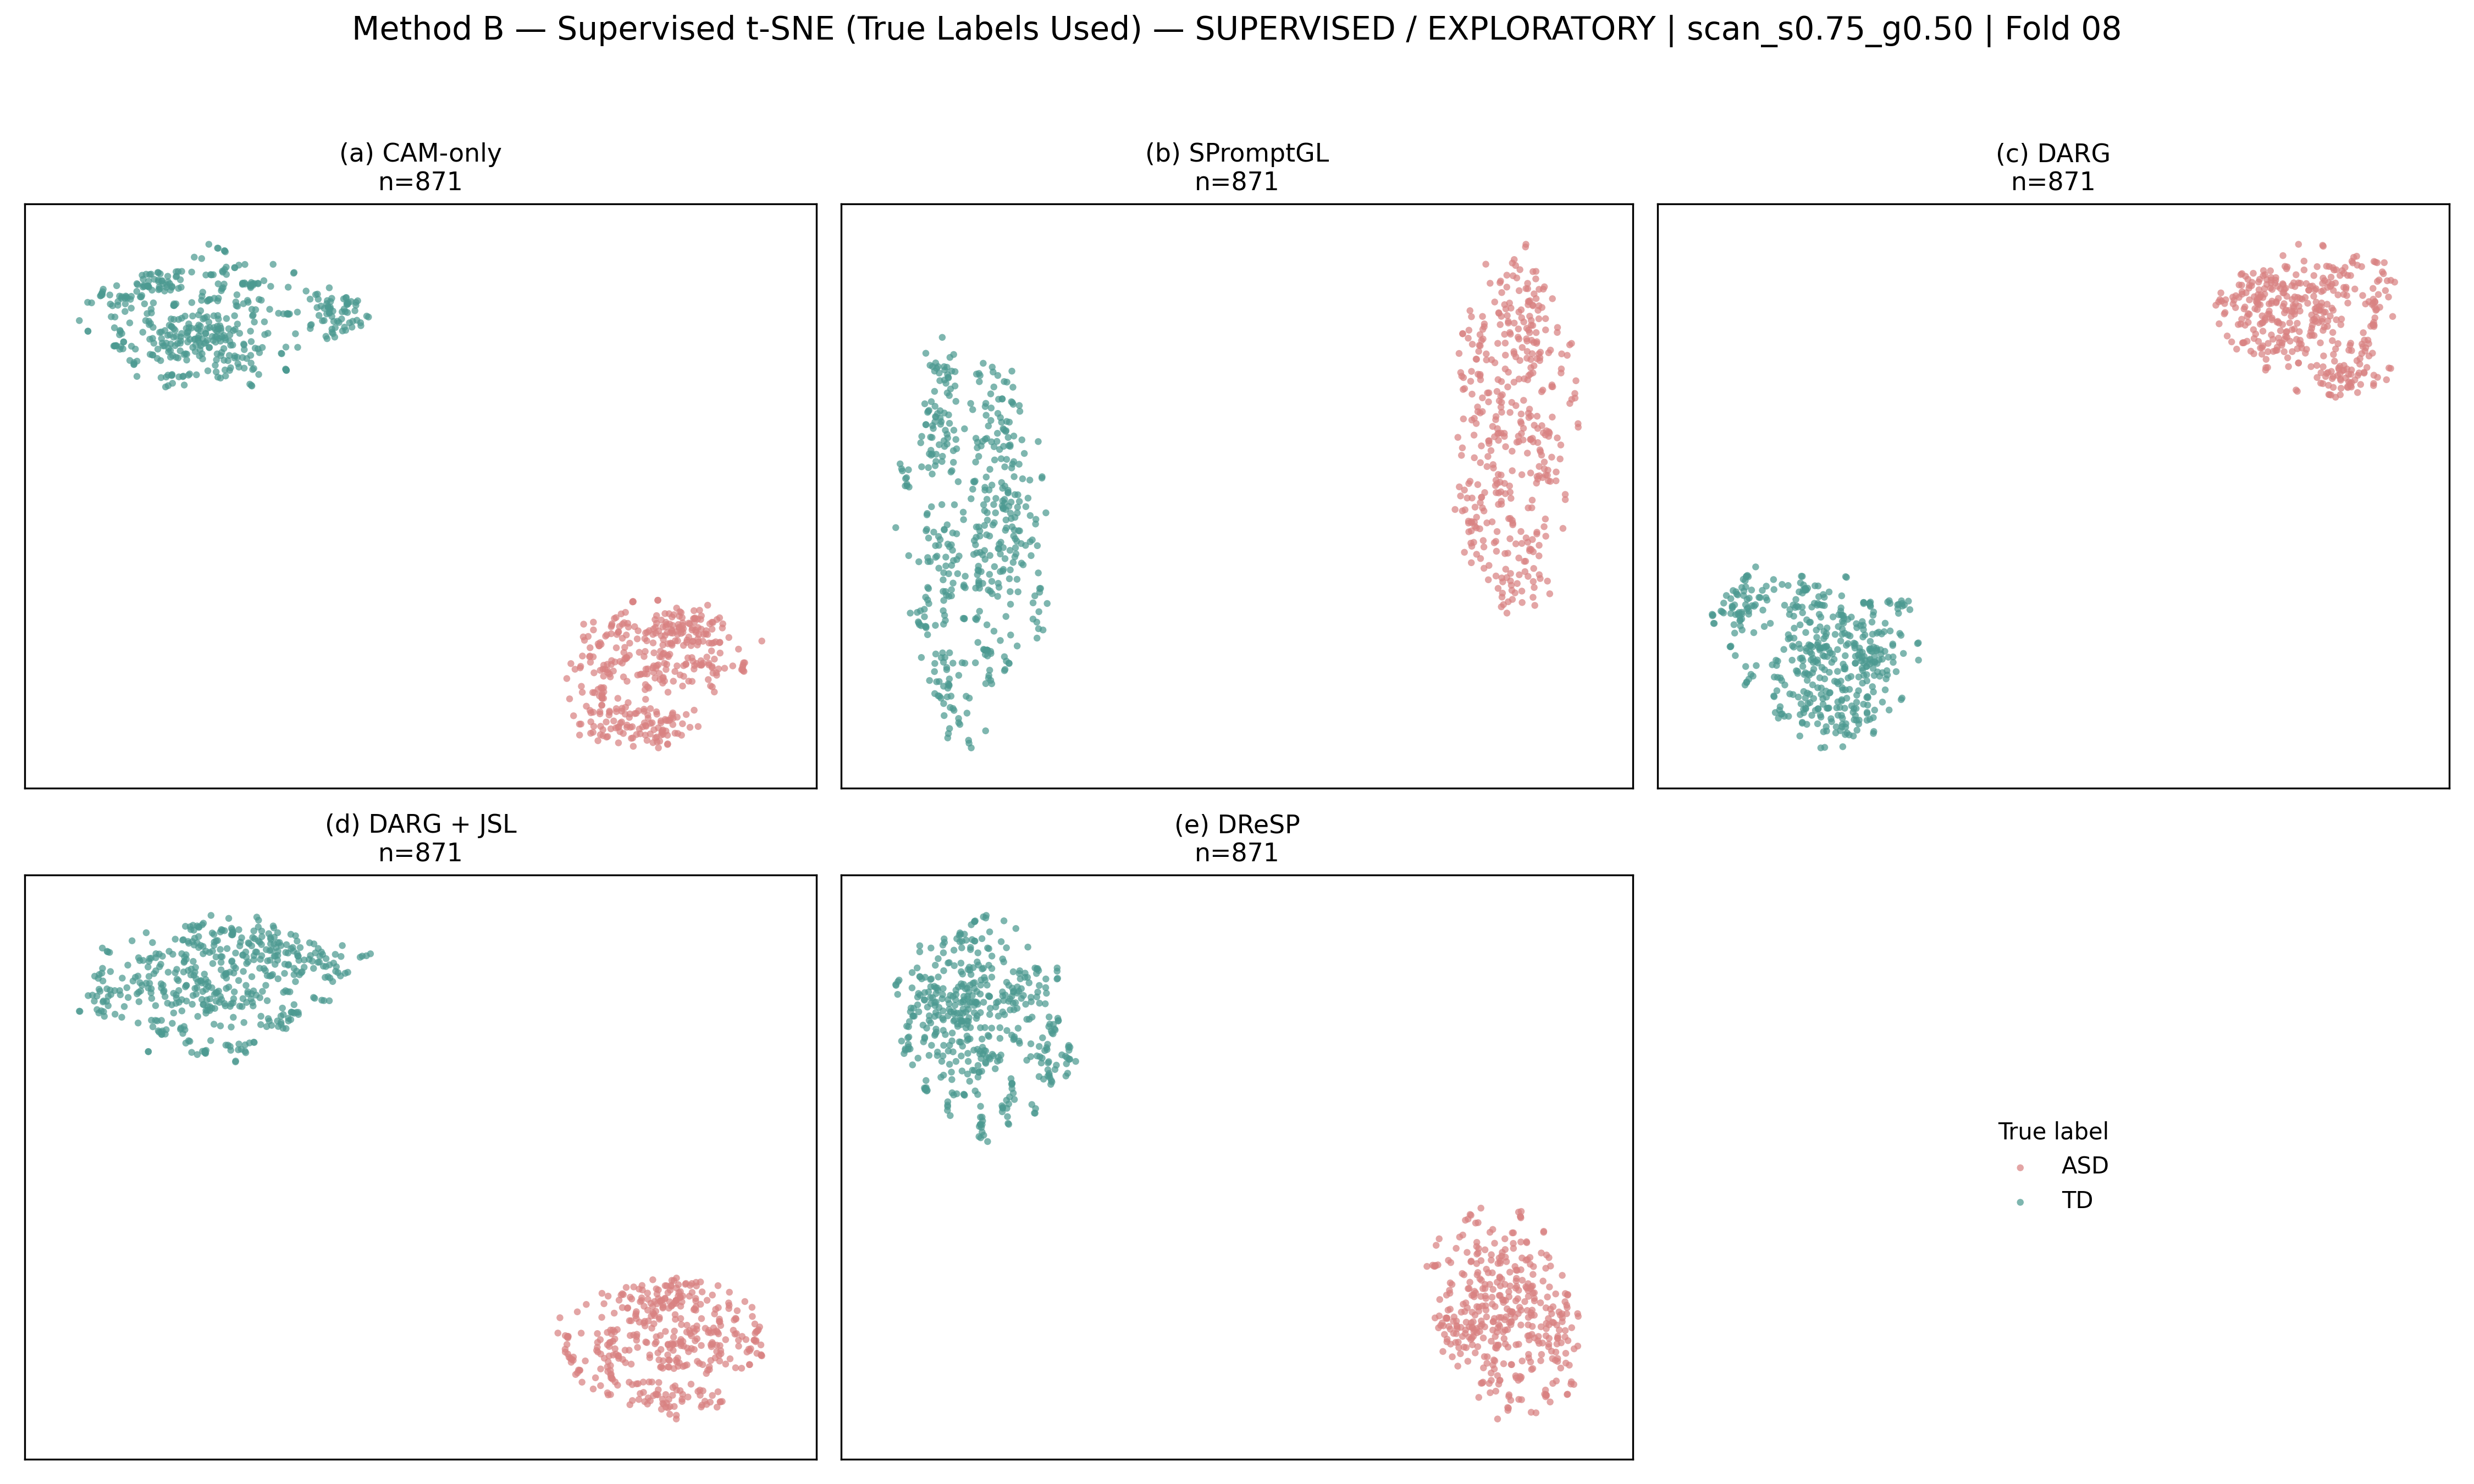 Method B — Supervised t-SNE (True Labels Used) — SUPERVISED / EXPLORATORY | scan_s0.75_g0.50 | Fold 08
(a) CAM-only
n=871
(b) SPromptGL
n=871
(c) DARG
n=871
(d) DARG + JSL
n=871
(e) DReSP
n=871
True label
ASD
TD